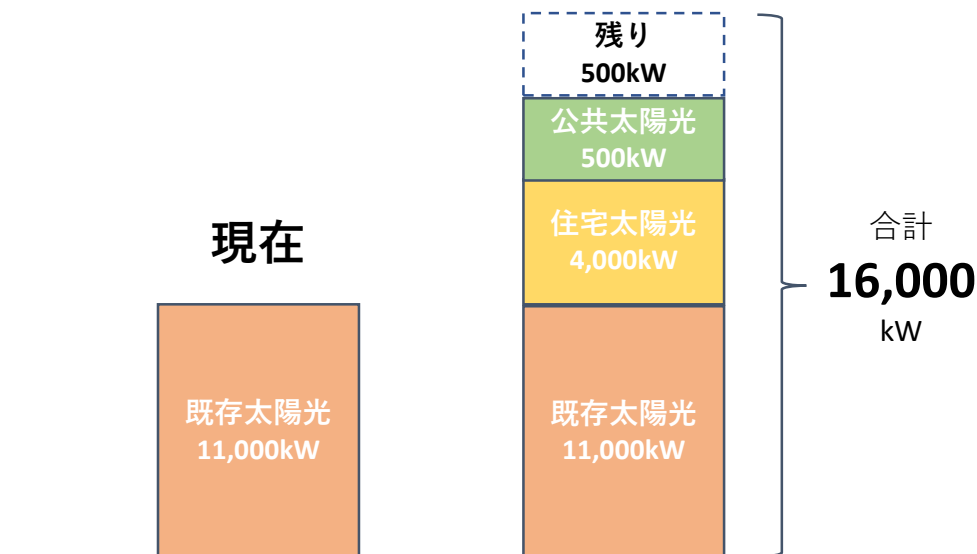 現在
既存太陽光
11,000kW
残り
500kW
公共太陽光
500kW
住宅太陽光
4,000kW
既存太陽光
11,000kW
合計
16,000
kW